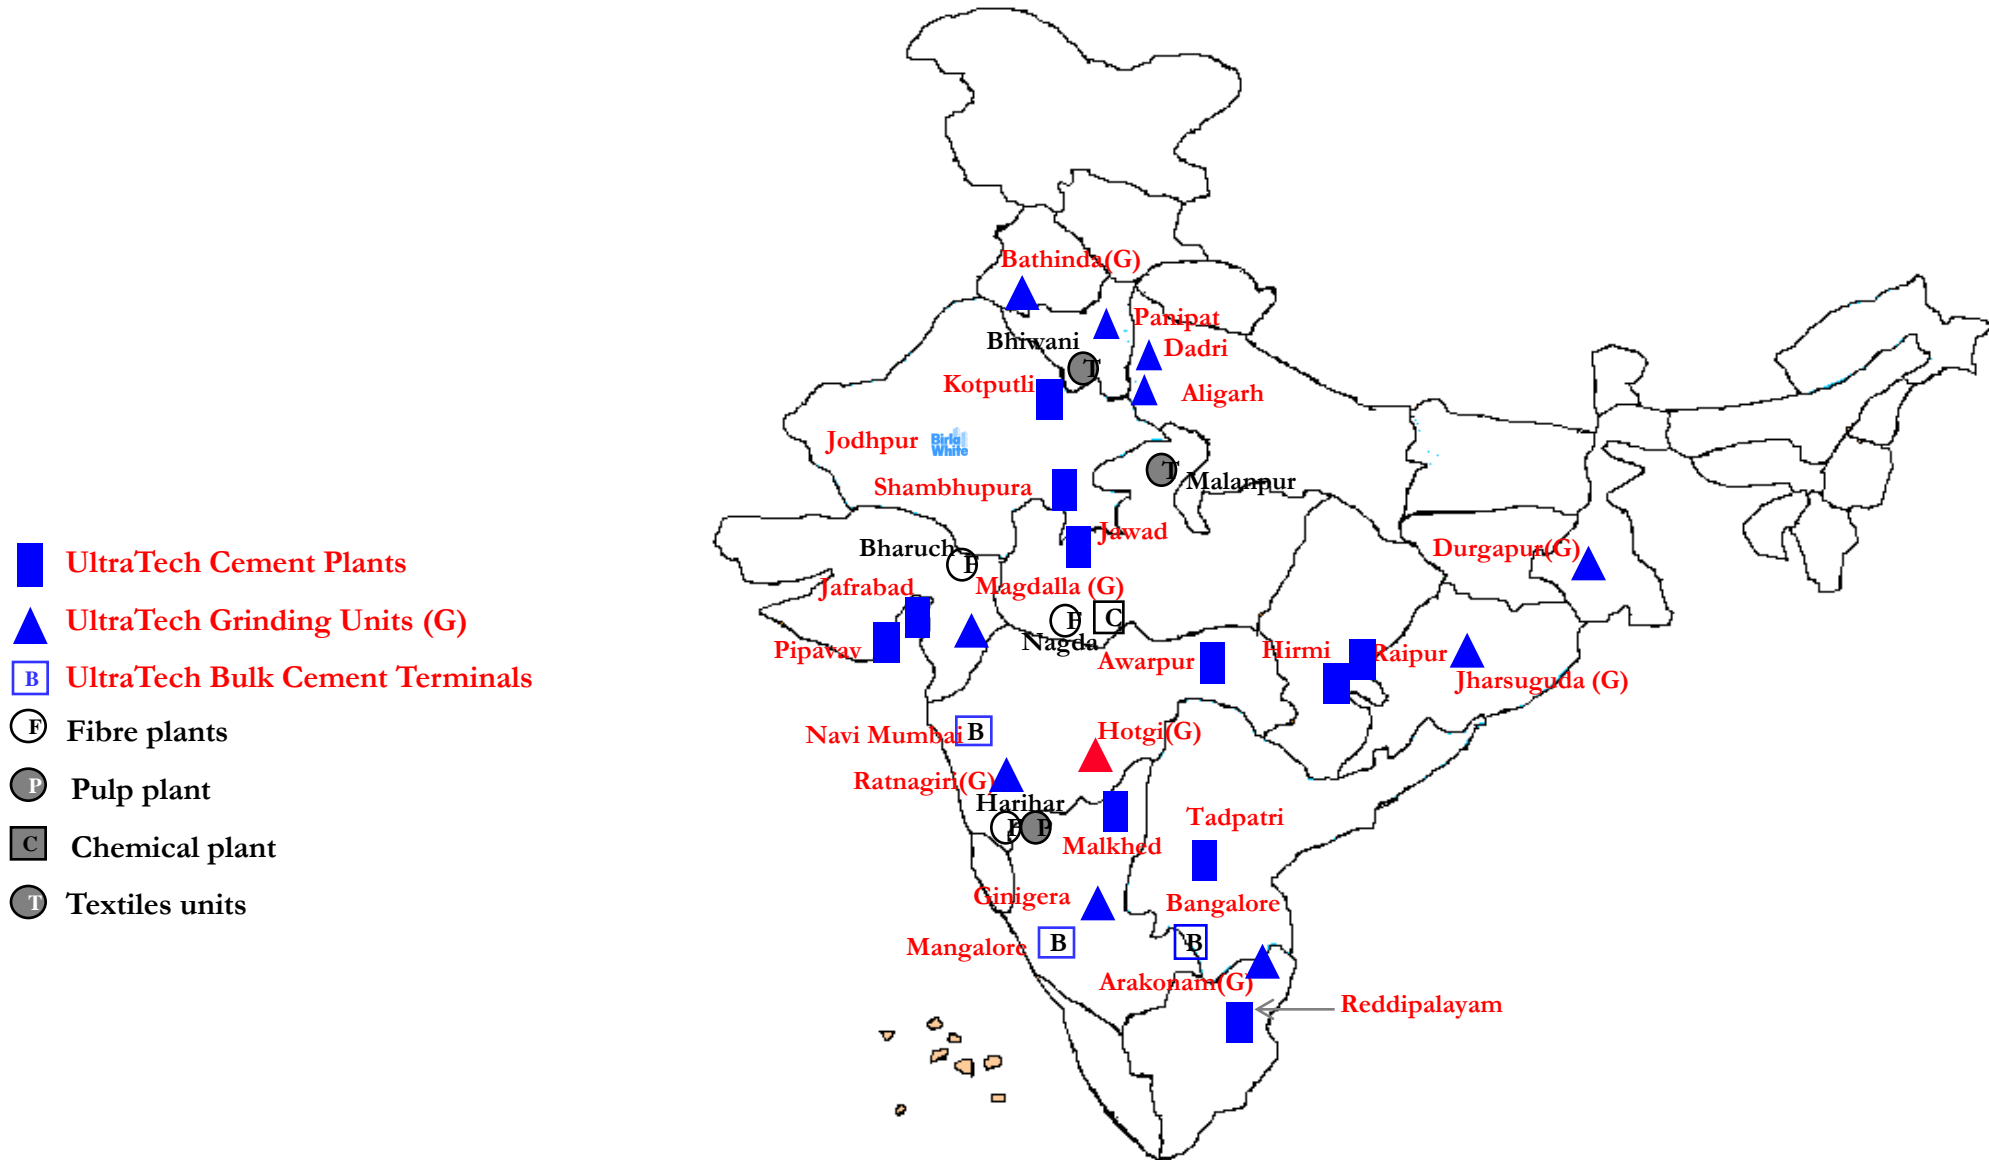 Bathinda(G)
Panipat
Bhiwani
T
Dadri
Kotputli
Aligarh
Jodhpur
Birla
White
T
Malanpur
Shambhupura
Jawad
Bharuch
F
Durgapur(G)
Jafrabad
Magdalla (G)
F
C
Nagda
Pipavav
Awarpur
Hirmi
Raipur
Jharsuguda (G)
Navi Mumbai
B
Hotgi(G)
Ratnagiri(G)
Harihar
F
P
Malkhed
Tadpatri
Ginigera
Bangalore
Mangalore
B
B
Arakonam(G)
Reddipalayam
UltraTech Cement Plants
UltraTech Grinding Units (G)
B UltraTech Bulk Cement Terminals
F Fibre plants
P Pulp plant
C Chemical plant
T Textiles units